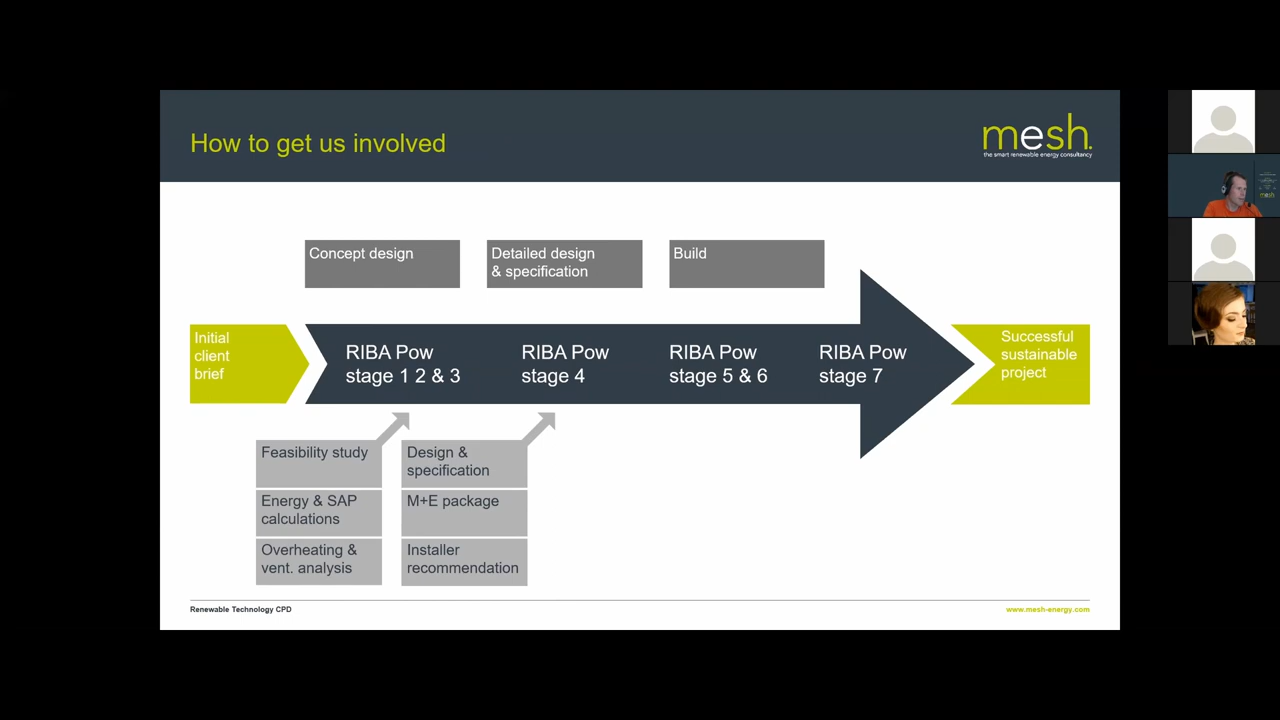 How to get us involved
mesh.
the smart renewable energy consultancy
Concept design
Detailed design
& specification
Build
Initial
client
brief
RIBA Pow
stage 1 2 & 3
RIBA Pow
stage 4
RIBA Pow
stage 5 & 6
RIBA Pow
stage 7
Successful
sustainable
project
Feasibility study
Energy & SAP
calculations
Overheating &
vent. analysis
Design &
specification
M+E package
Installer
recommendation
Renewable Technology CPD
www.mesh-energy.com
mesh